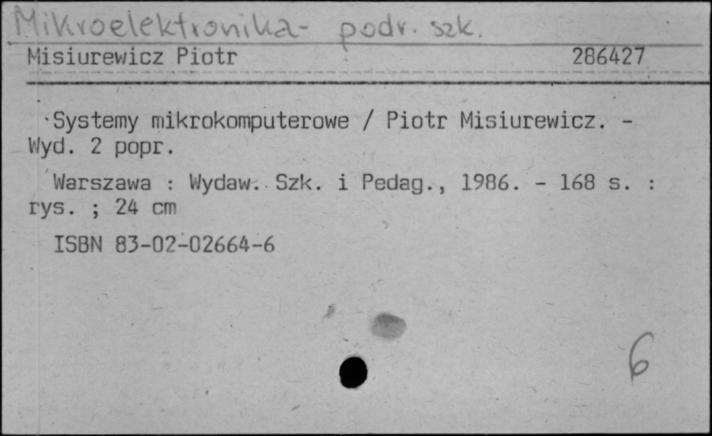 Mikroelektronika - podr. szk.
Misiurewicz Piotr 286427
Systemy mikrokomputerowe / Piotr Misiurewicz. -
Wyd. 2 popr.
Warszawa : Wydaw. Szk. i Pedag., 1986. - 168 s. :
rys. ; 24 cm
ISBN 83-02-02664-6
6